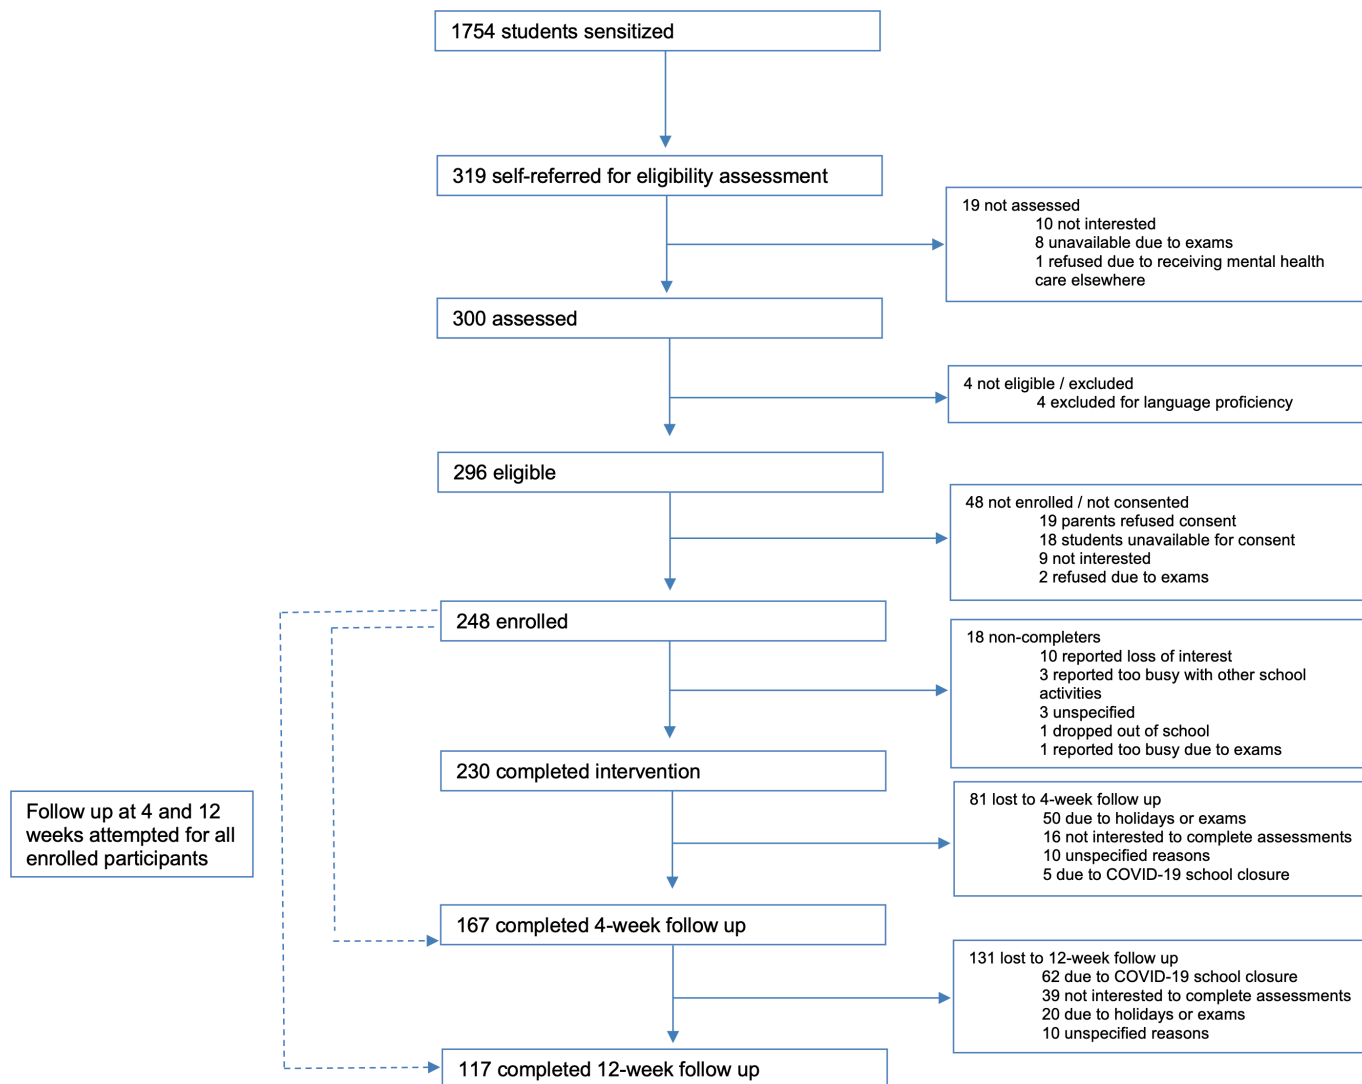 1754 students sensitized
319 self-referred for eligibility assessment
19 not assessed
10 not interested
8 unavailable due to exams
1 refused due to receiving mental health
care elsewhere
300 assessed
4 not eligible / excluded
4 excluded for language proficiency
296 eligible
48 not enrolled / not consented
19 parents refused consent
18 students unavailable for consent
9 not interested
2 refused due to exams
248 enrolled
18 non-completers
10 reported loss of interest
3 reported too busy with other school
activities
3 unspecified
1 dropped out of school
1 reported too busy due to exams
230 completed intervention
Follow up at 4 and 12
weeks attempted for all
enrolled participants
81 lost to 4-week follow up
50 due to holidays or exams
16 not interested to complete assessments
10 unspecified reasons
5 due to COVID-19 school closure
167 completed 4-week follow up
131 lost to 12-week follow up
62 due to COVID-19 school closure
39 not interested to complete assessments
20 due to holidays or exams
10 unspecified reasons
117 completed 12-week follow up